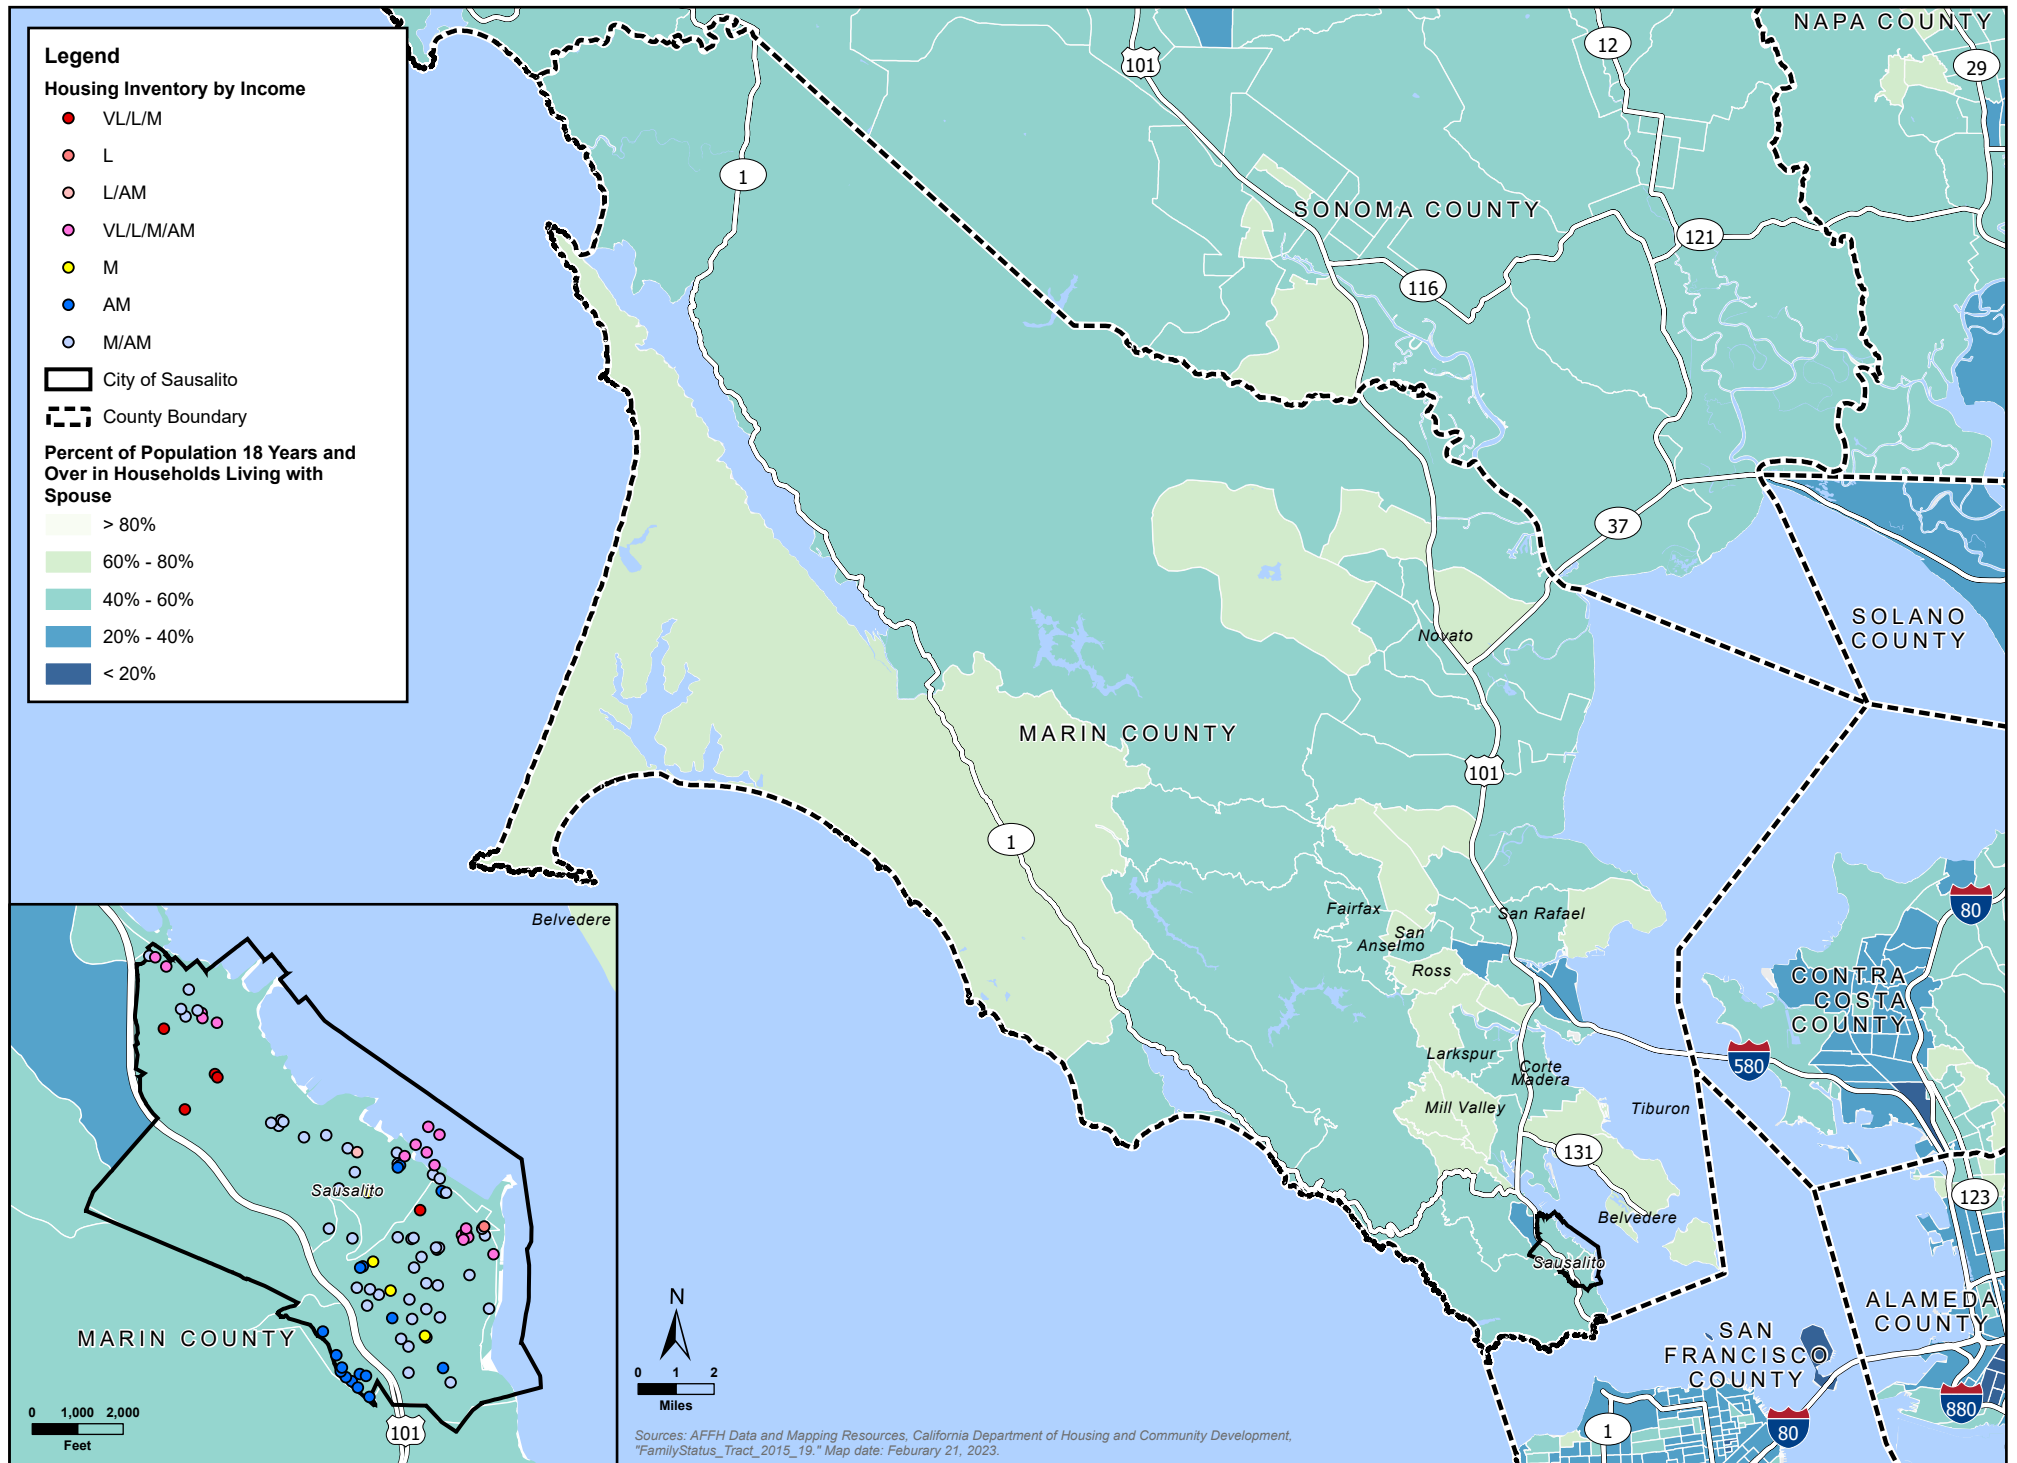 Legend
Housing Inventory by Income
VL/L/M
L
L/AM
VL/L/M/AM
M
AM
M/AM
City of Sausalito
County Boundary
Percent of Population 18 Years and
Over in Households Living with
Spouse
> 80%
60% - 80%
40% - 60%
20% - 40%
< 20%
NAPA COUNTY
12
29
101
1
SONOMA COUNTY
121
116
37
SOLANO
COUNTY
Novato
MARIN COUNTY
101
1
80
Fairfax
San Rafael
San
Anselmo
Ross
CONTRA
COSTA
COUNTY
Larkspur
Corte
Madera
580
Mill Valley
Tiburon
131
123
Belvedere
Sausalito
ALAMEDA
COUNTY
SAN
FRANCISCO
COUNTY
880
1
80
Belvedere
Sausalito
MARIN COUNTY
101
0 1,000 2,000
Feet
N
0 1 2
Miles
Sources: AFFH Data and Mapping Resources, California Department of Housing and Community Development,
"FamilyStatus_Tract_2015_19." Map date: Feburary 21, 2023.